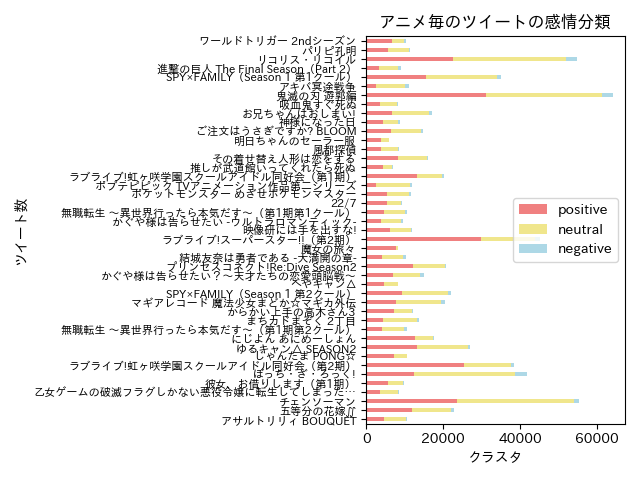 アニメ毎のツイートの感情分類
ワールドトリガー 2ndシーズン
パリピ孔明
リコリス・リコイル
進撃の巨人 The Final Season（Part 2）
SPY×FAMILY（Season 1 第1クール）
アキバ冥途戦争
鬼滅の刃 遊郭編
吸血鬼すぐ死ぬ
お兄ちゃんはおしまい!
神様になった日
ご注文はうさぎですか? BLOOM
明日ちゃんのセーラー服
風都探偵
その着せ替え人形は恋をする
推しが武道館いってくれたら死ぬ
ラブライブ!虹ヶ咲学園スクールアイドル同好会（第1期）
ポプテピピック TVアニメーション作品第二シリーズ
ポケットモンスター めざせポケモンマスター
22/7
無職転生 ～異世界行ったら本気だす～（第1期第1クール）
かぐや様は告らせたい -ウルトラロマンティック-
映像研には手を出すな!
ラブライブ!スーパースター!!（第2期）
魔女の旅々
結城友奈は勇者である -大満開の章-
プリンセスコネクト!Re:Dive Season2
かぐや様は告らせたい？～天才たちの恋愛頭脳戦～
へやキャン△
SPY×FAMILY（Season 1 第2クール）
マギアレコード 魔法少女まどか☆マギカ外伝
からかい上手の高木さん3
まちカドまぞく 2丁目
無職転生 ～異世界行ったら本気だす～（第1期第2クール）
にじよん あにめーしょん
ゆるキャン△ SEASON2
じゃんたま PONG☆
ラブライブ!虹ヶ咲学園スクールアイドル同好会（第2期）
ぼっち・ざ・ろっく!
彼女、お借りします（第1期）
乙女ゲームの破滅フラグしかない悪役令嬢に転生してしまった…
チェンソーマン
五等分の花嫁∬
アサルトリリィ BOUQUET
ツイート数
positive
neutral
negative
0
20000
40000
60000
クラスタ